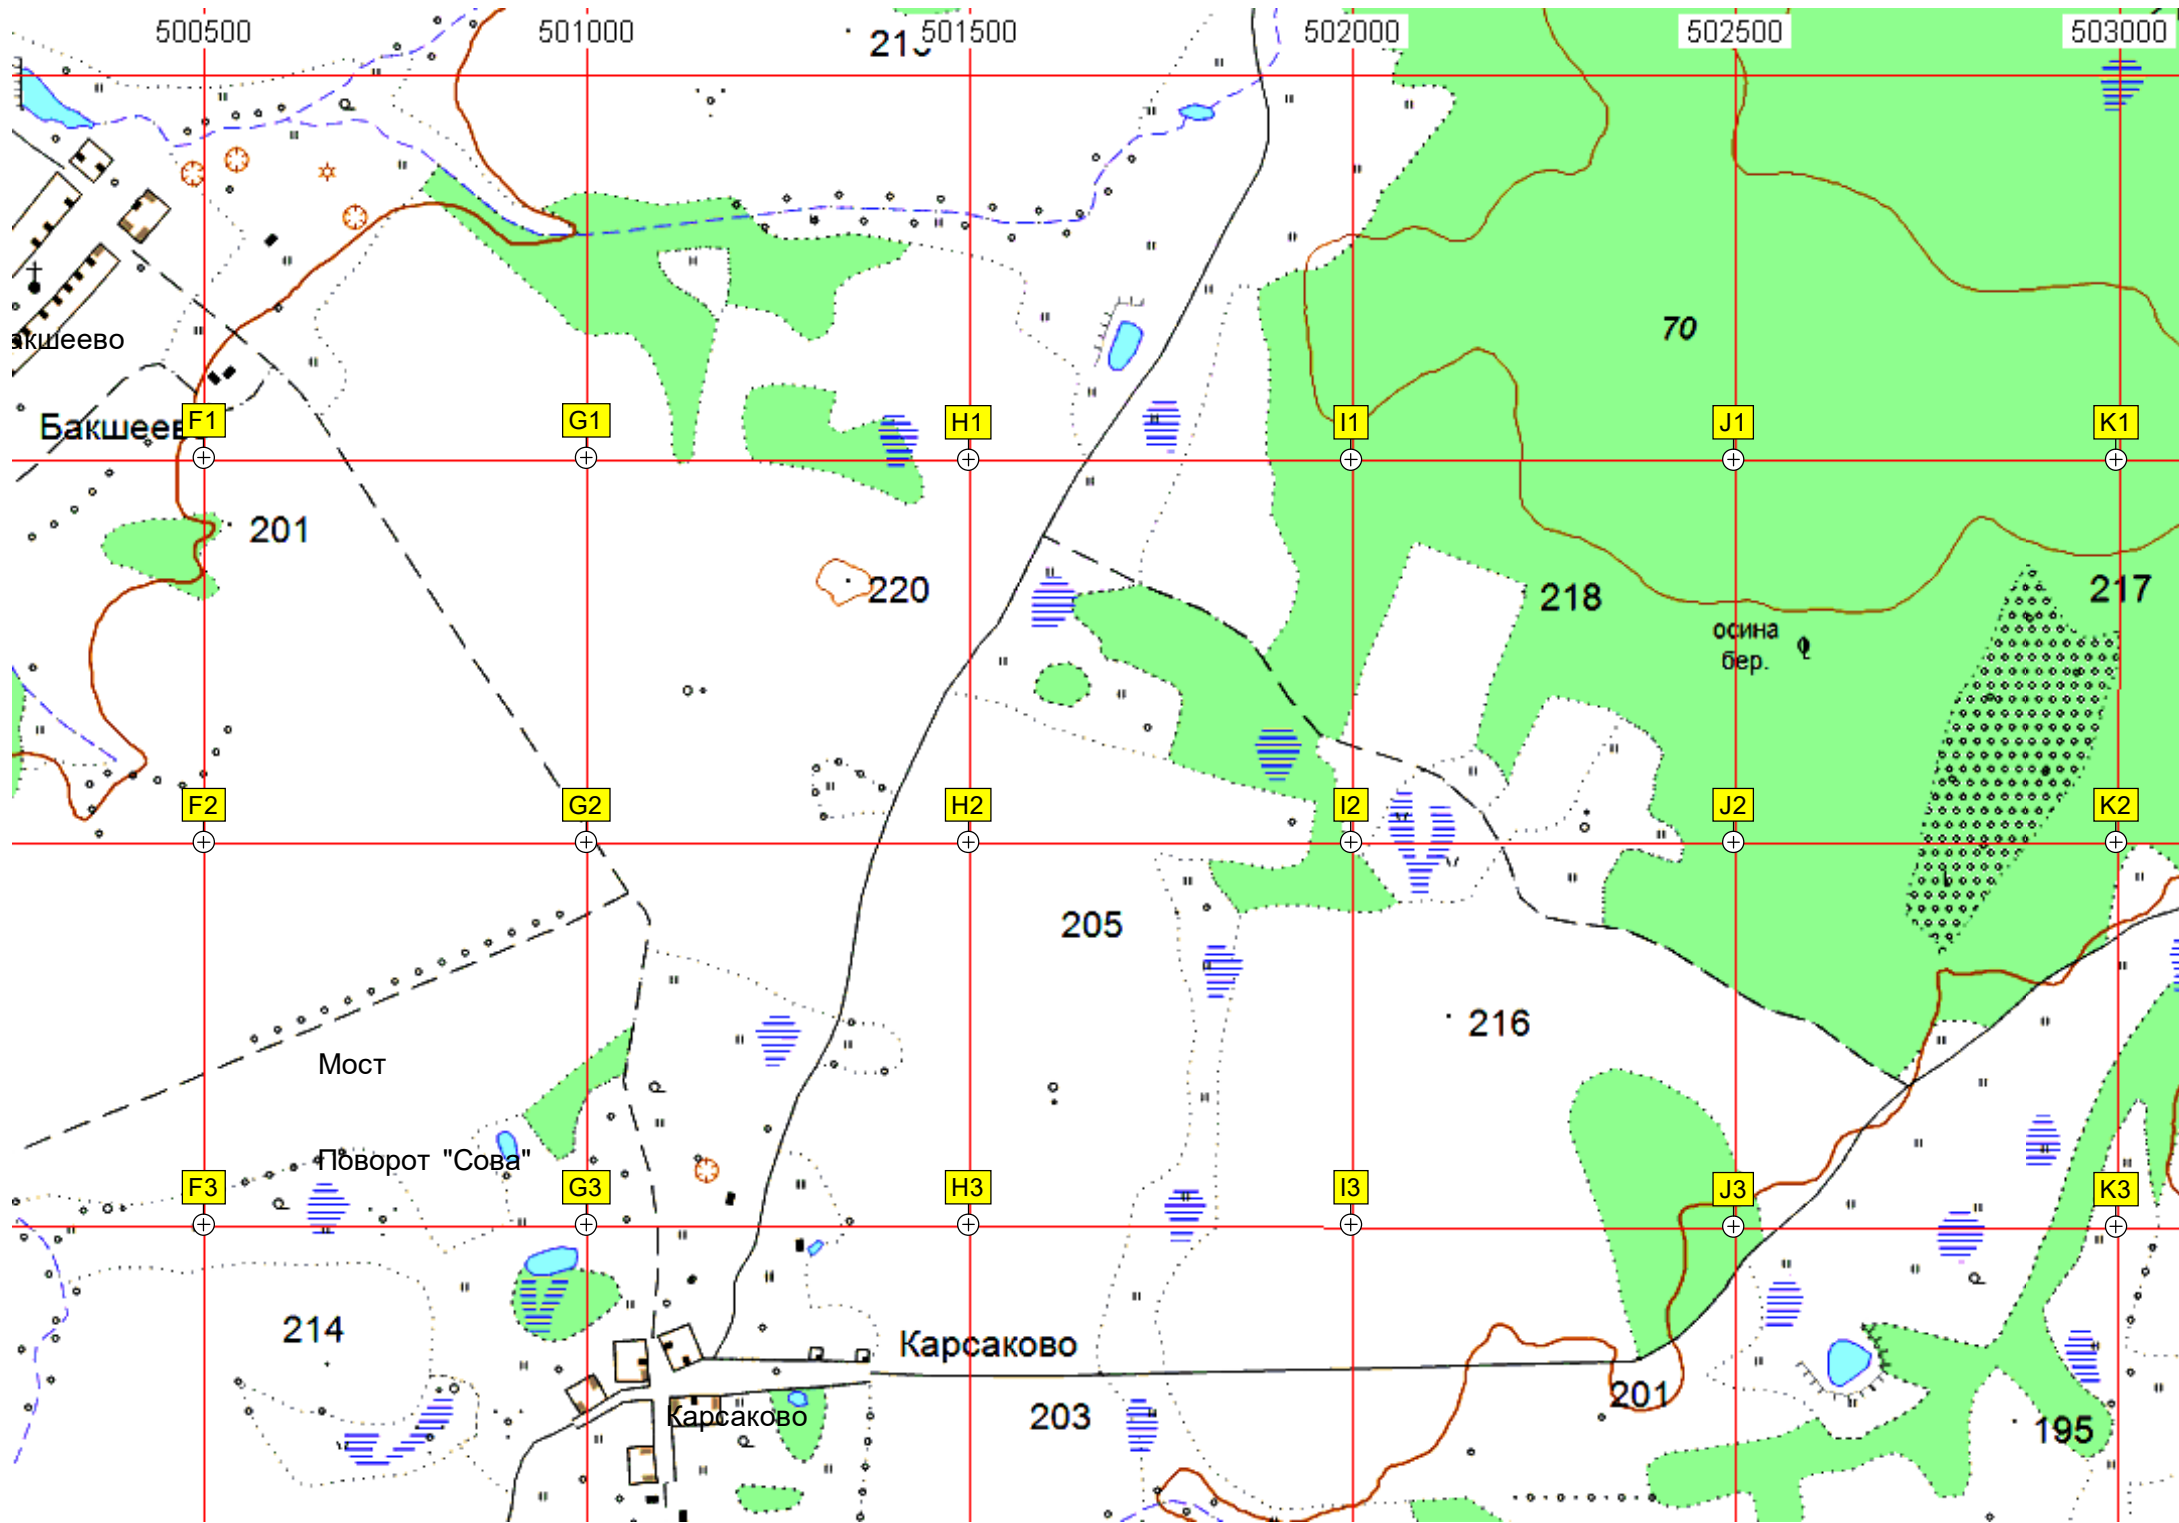 500500 501000 501500 502000 502500 503000
70
акшеево
Бакшеев F1 G1 H1 I1 J1 K1
201
220 218 217
осина
бер.
F2 G2 H2 I2 J2 K2
205
216
Мост
Поворот "Сова"
F3 G3 H3 I3 J3 K3
214
Карсаково
201
Карсаково 203 195